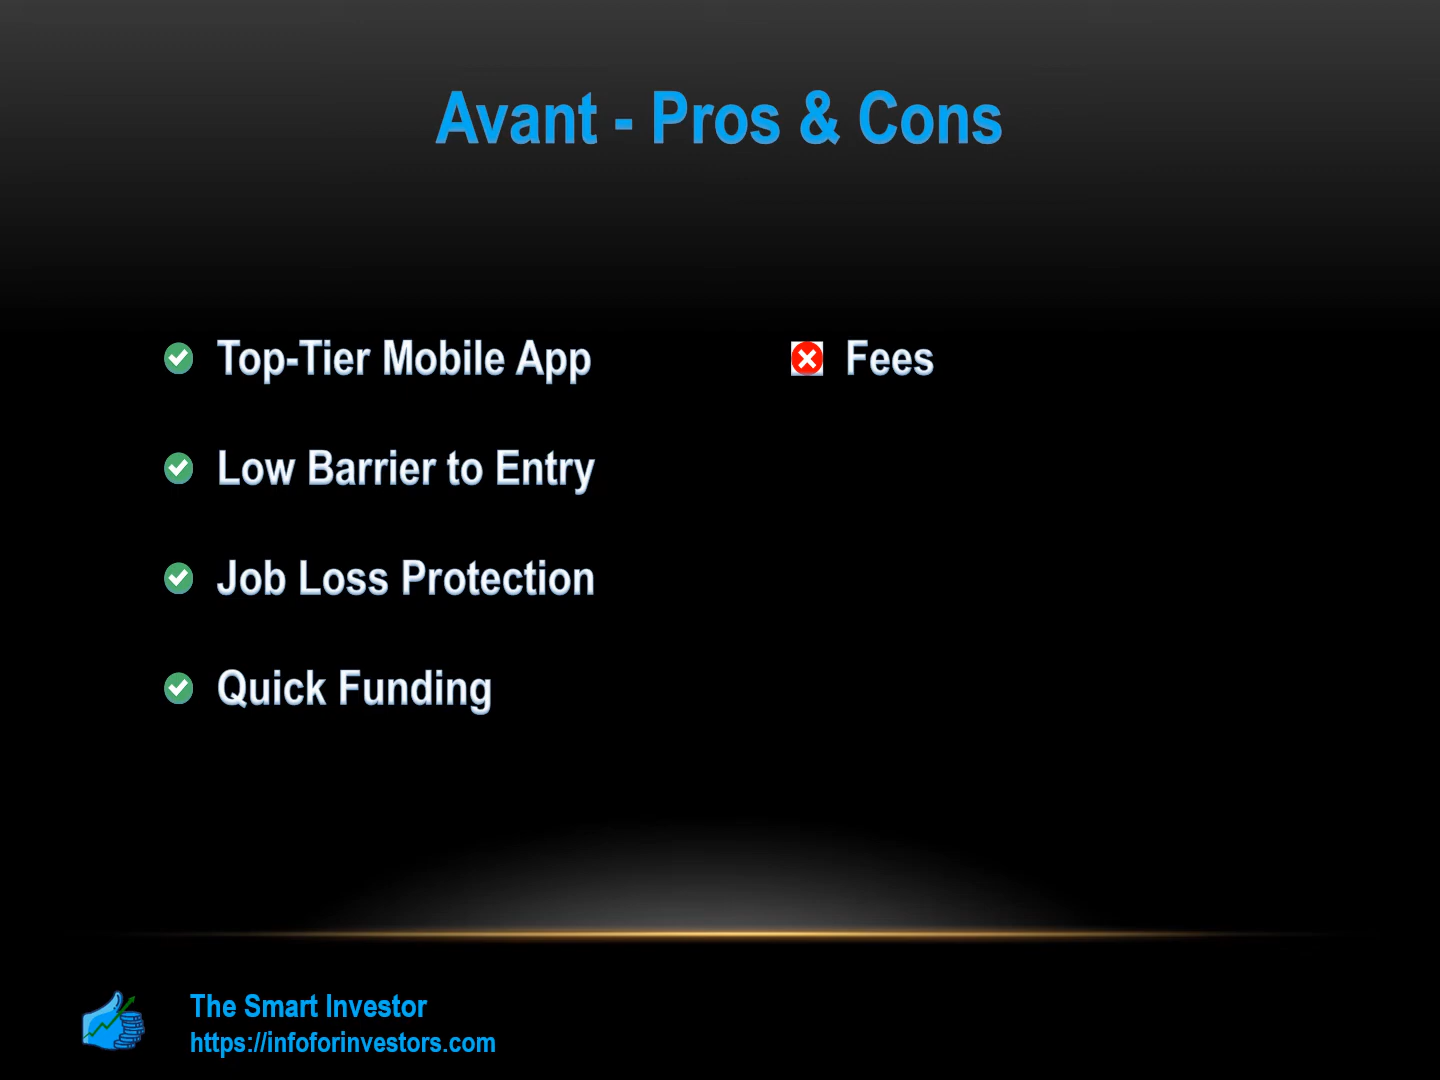 Avant - Pros & Cons
Top-Tier Mobile App
Fees
Low Barrier to Entry
Job Loss Protection
Quick Funding
The Smart Investor
https://infoforinvestors.com